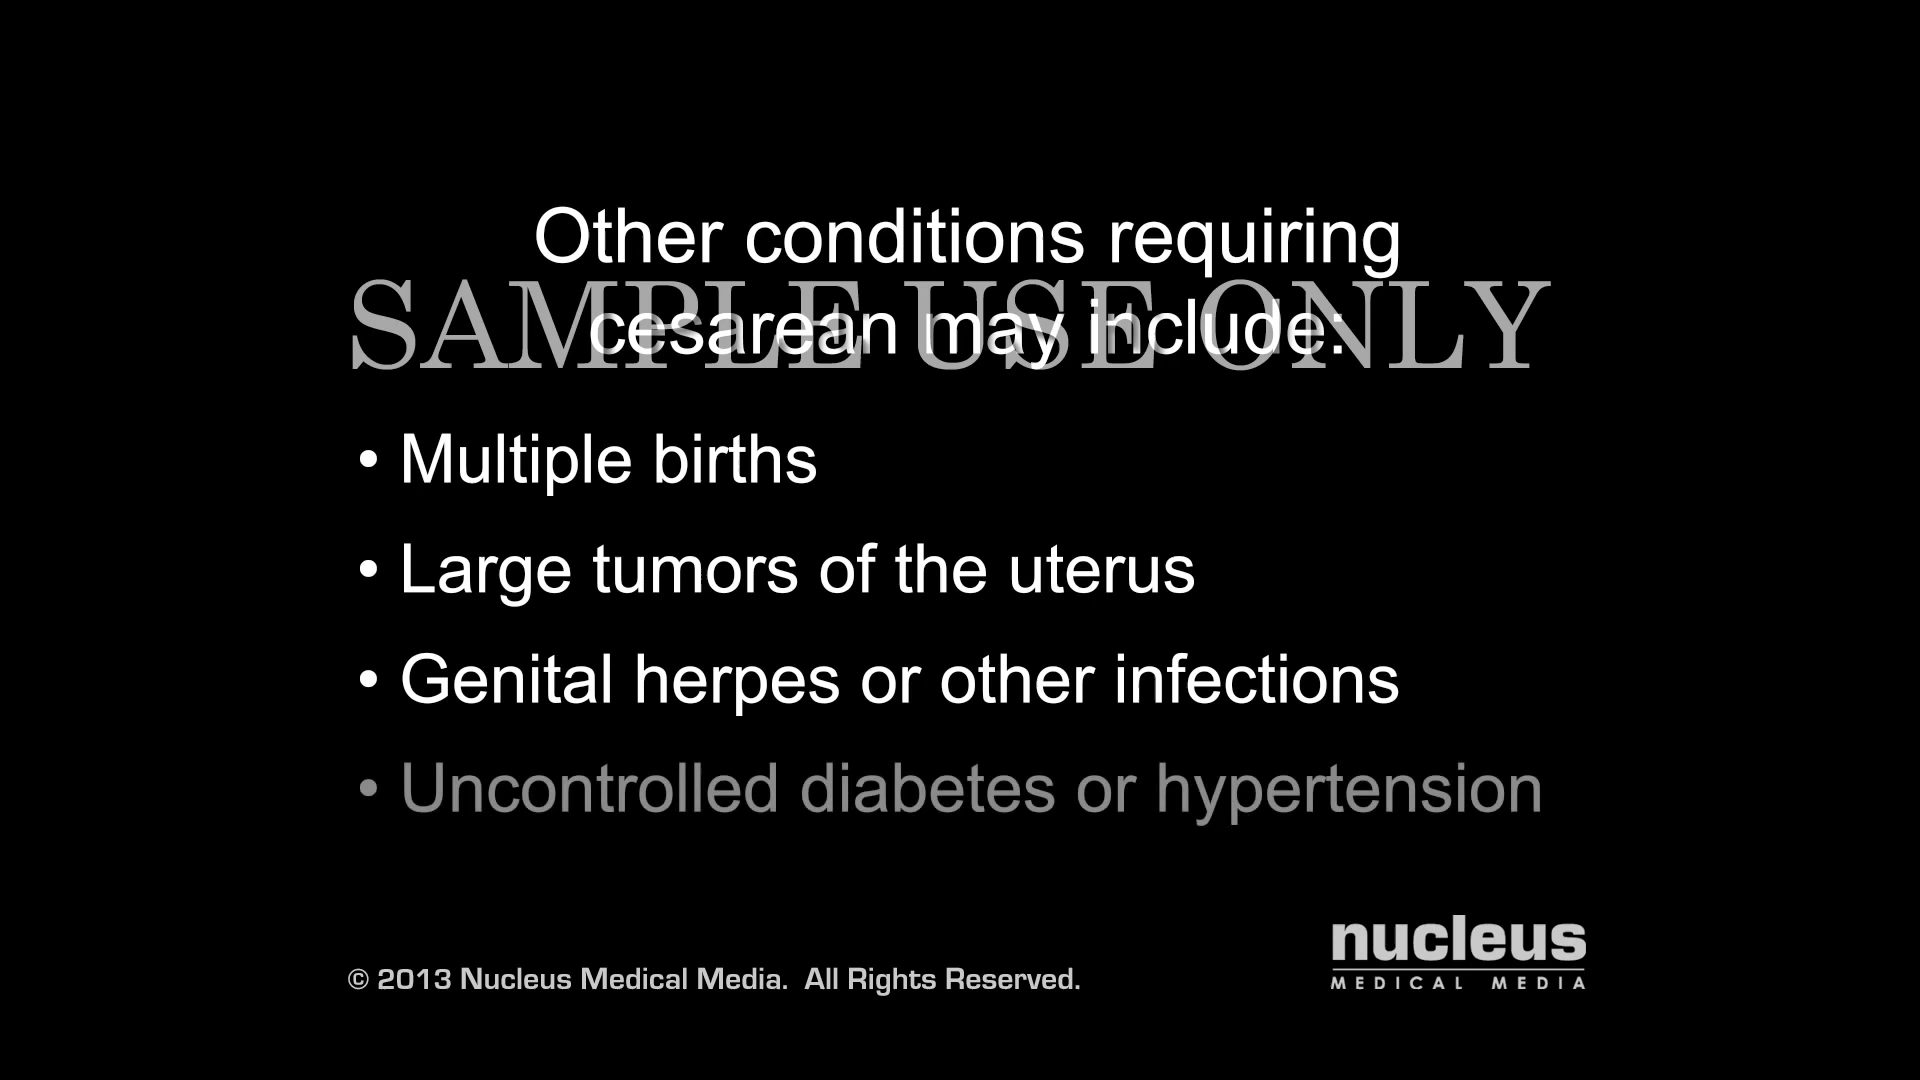 Other conditions requiring
cesarean may include:
SAMPLE USE ONLY
• Multiple births
• Large tumors of the uterus
• Genital herpes or other infections
• Uncontrolled diabetes or hypertension
nucleus
MEDICAL MEDIA
© 2013 Nucleus Medical Media. All Rights Reserved.